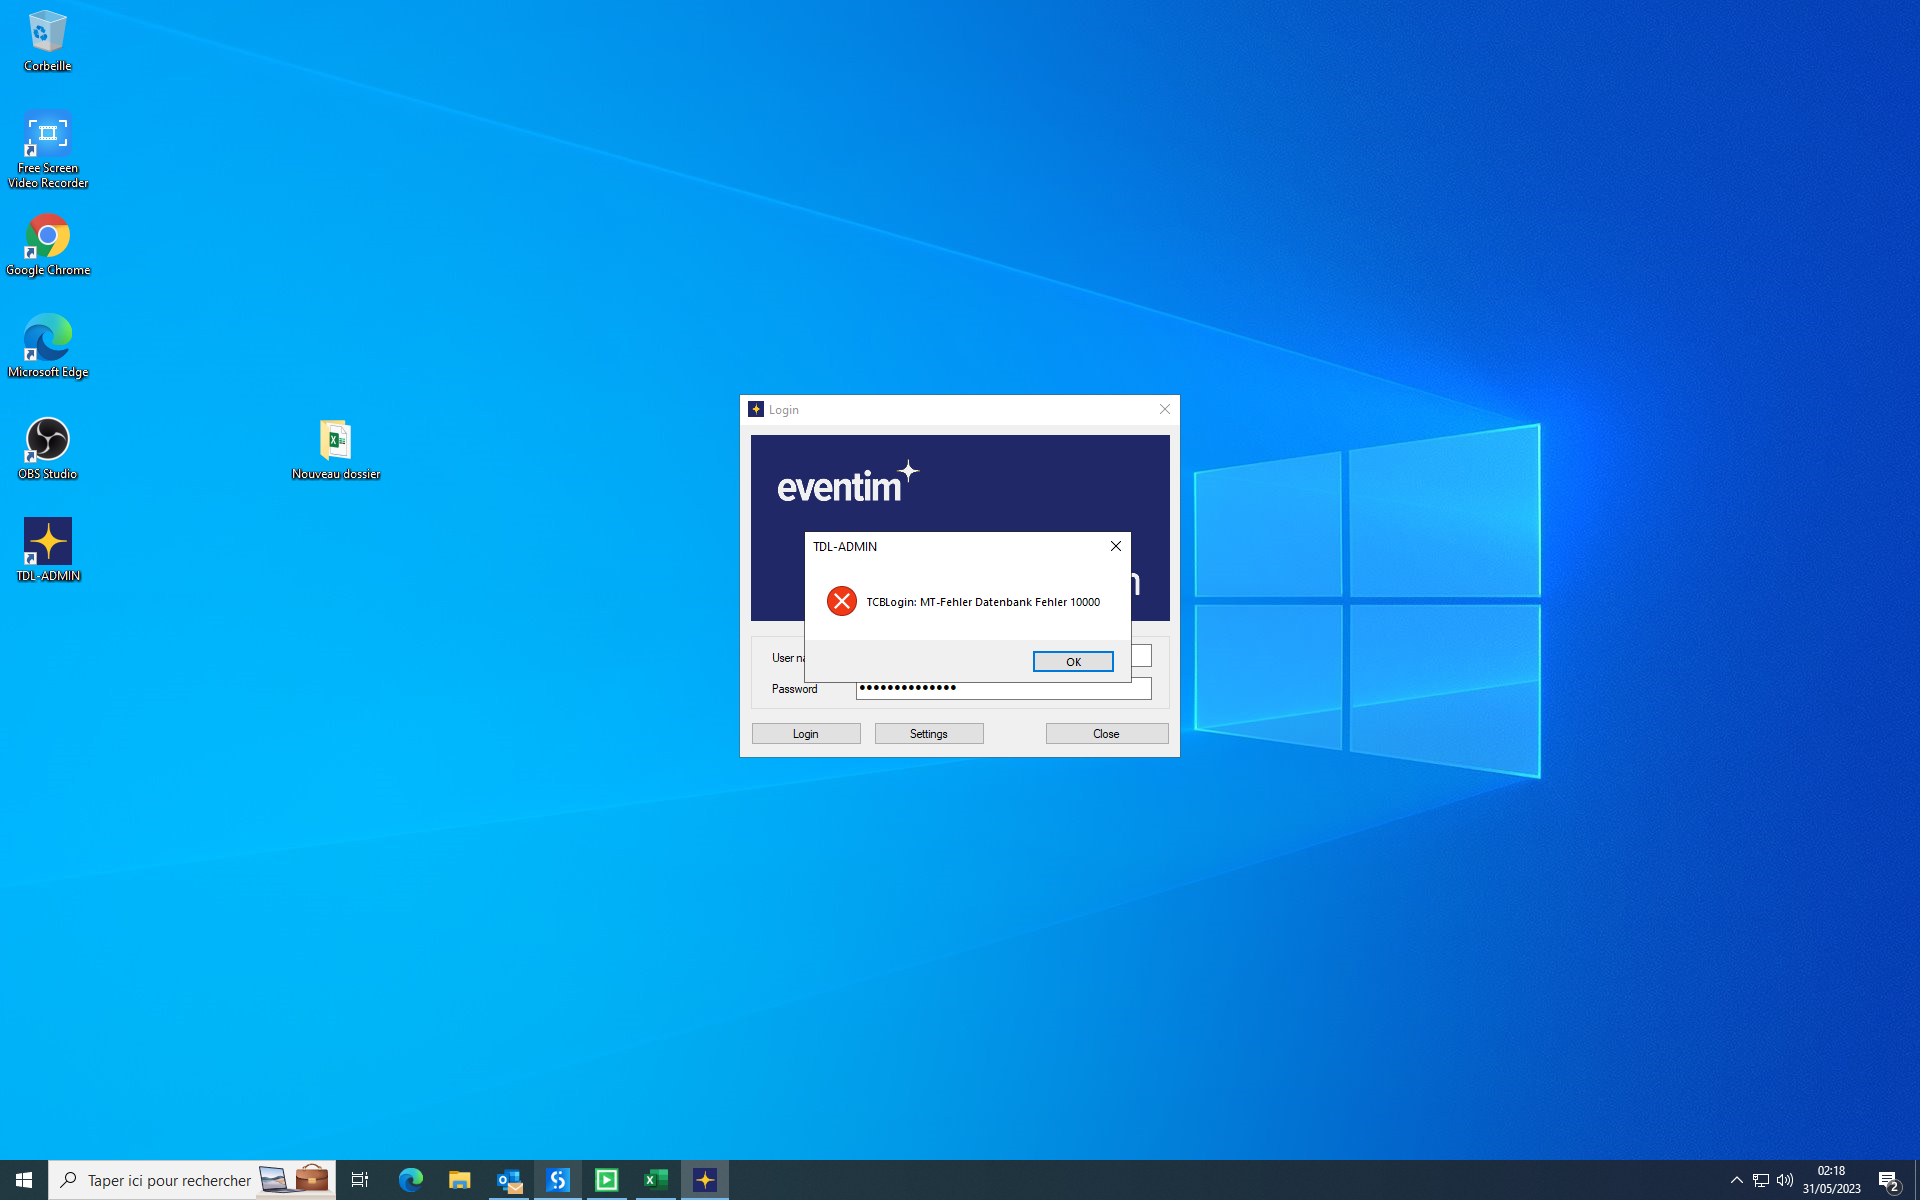 Corbeille
Free Screen
Video Recorder
Google Chrome
Microsoft Edge
OBS Studio
Nouveau dossier
TDL-ADMIN
Login
eventim
TDL-ADMIN
TCBLogin: MT-Fehler Datenbank Fehler 10000
OK
User
Password
Login
Settings
Close
Taper ici pour rechercher
02:18
31/05/2023
2